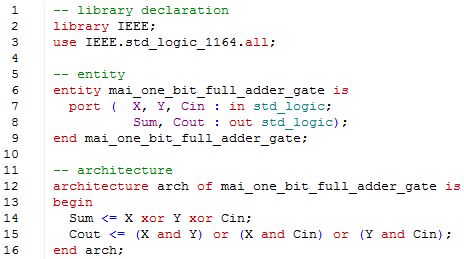 1 -- library declaration
2 library IEEE;
3 use IEEE.std_logic_1164.all;
4
5 -- entity
6 entity mai_one_bit_full_adder_gate is
7   port (  X, Y, Cin : in std_logic;
8           Sum, Cout : out std_logic);
9 end mai_one_bit_full_adder_gate;
10
11 -- architecture
12 architecture arch of mai_one_bit_full_adder_gate is
13 begin
14   Sum <= X xor Y xor Cin;
15   Cout <= (X and Y) or (X and Cin) or (Y and Cin);
16 end arch;